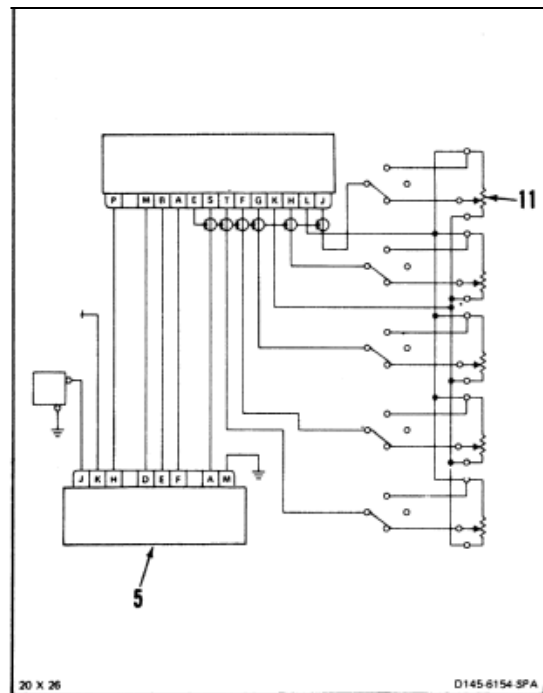 P M R A E S T F G K H L J
11
J K H D E F A M
5
20 X 26
D145-6154-SPA